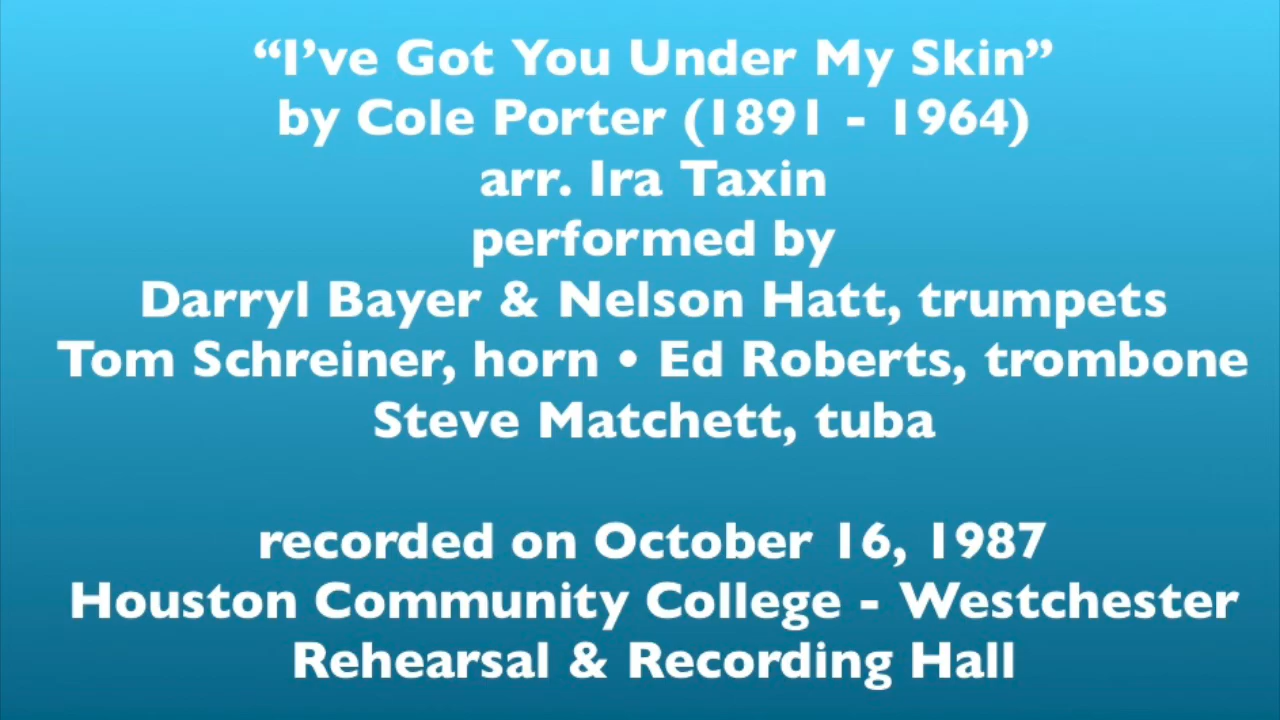 “I’ve Got You Under My Skin”
by Cole Porter (1891 - 1964)
arr. Ira Taxin
performed by
Darryl Bayer & Nelson Hatt, trumpets
Tom Schreiner, horn • Ed Roberts, trombone
Steve Matchett, tuba
recorded on October 16, 1987
Houston Community College - Westchester
Rehearsal & Recording Hall